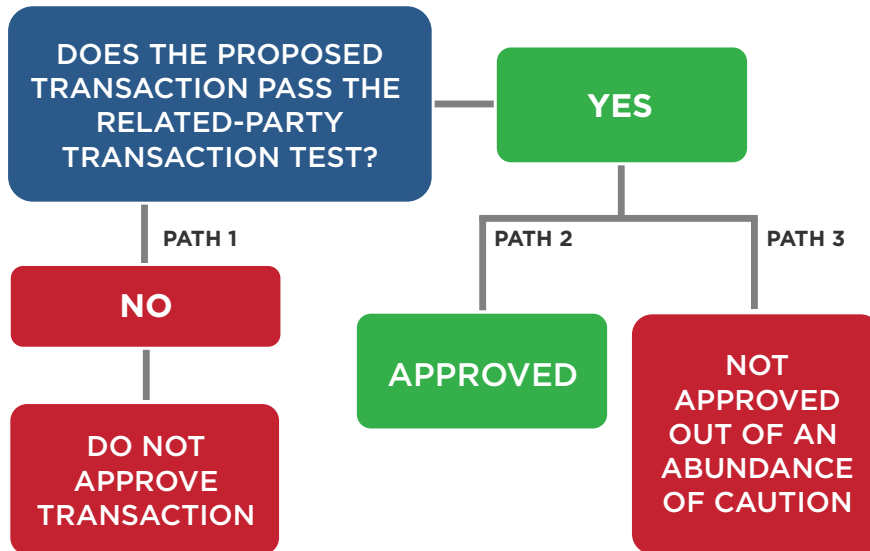 DOES THE PROPOSED
TRANSACTION PASS THE
RELATED-PARTY
TRANSACTION TEST?
YES
PATH 1
PATH 2
PATH 3
NO
APPROVED
NOT
APPROVED
OUT OF AN
ABUNDANCE
OF CAUTION
DO NOT
APPROVE
TRANSACTION